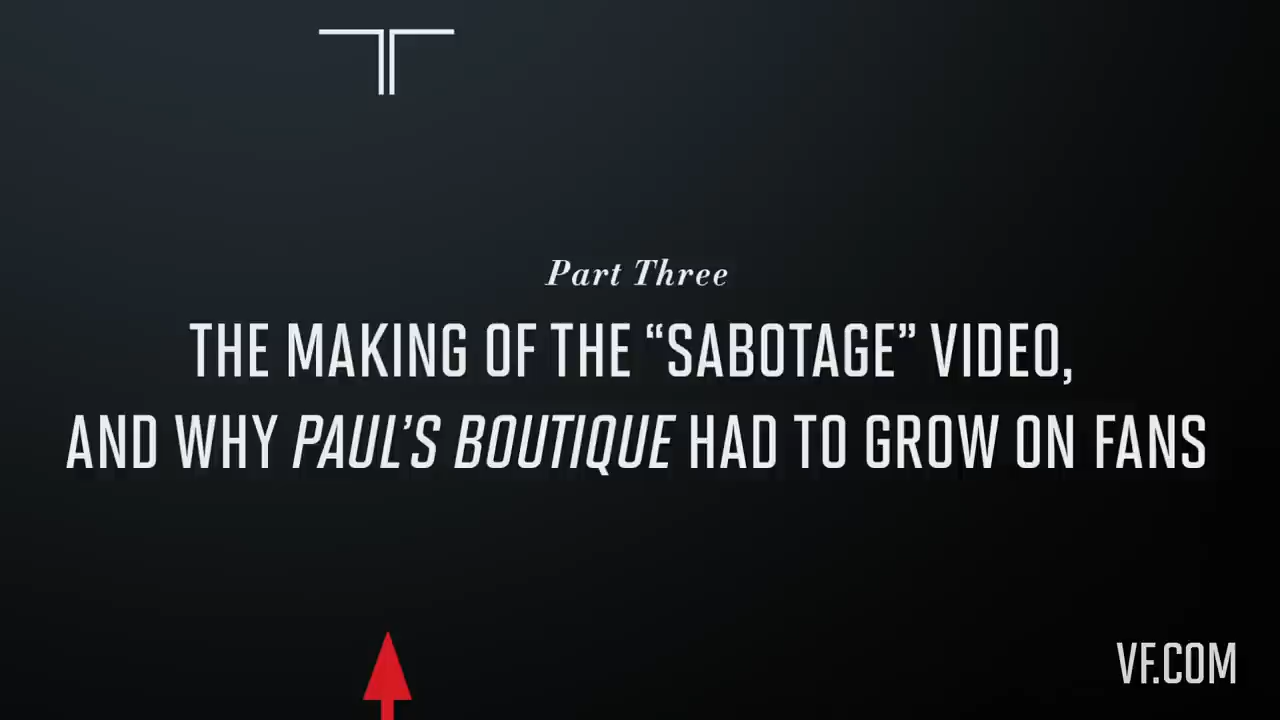 Part Three
THE MAKING OF THE “SABOTAGE” VIDEO,
AND WHY PAUL’S BOUTIQUE HAD TO GROW ON FANS
VF.COM